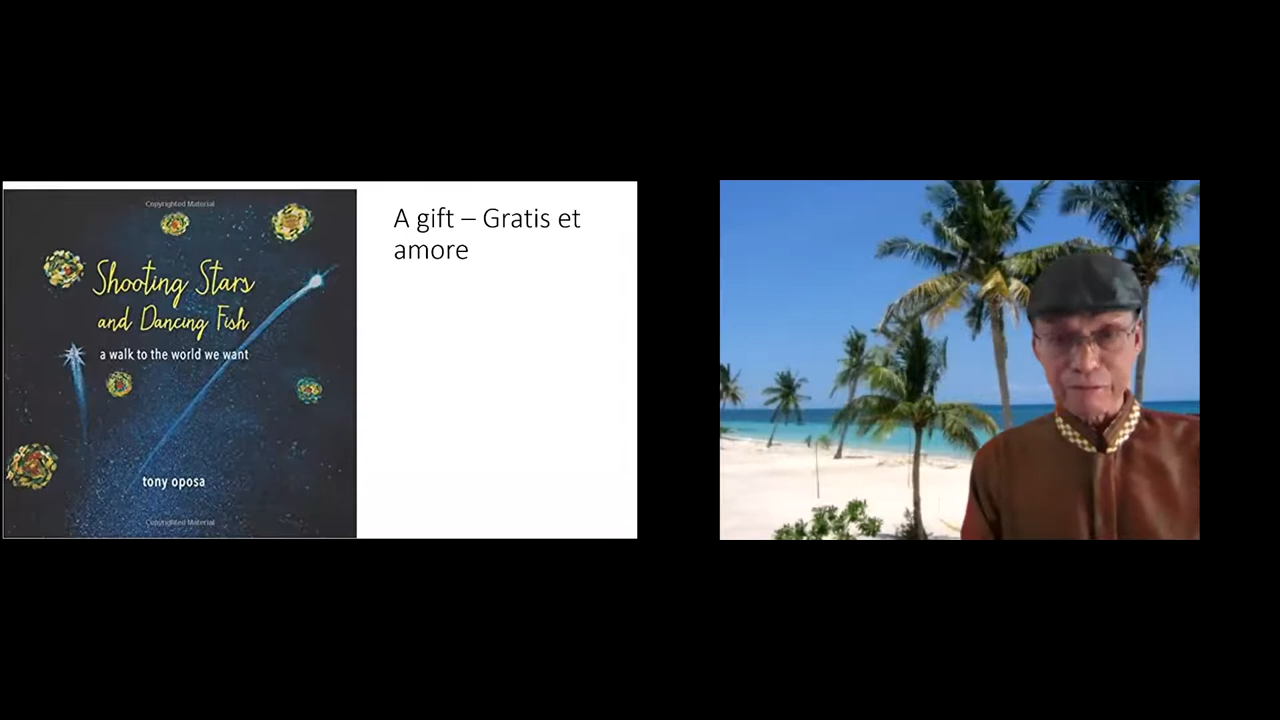 Copyrighted Material
Shooting Stars
and Dancing Fish
a walk to the world we want
tony oposa
Copyrighted Material
A gift – Gratis et
amore